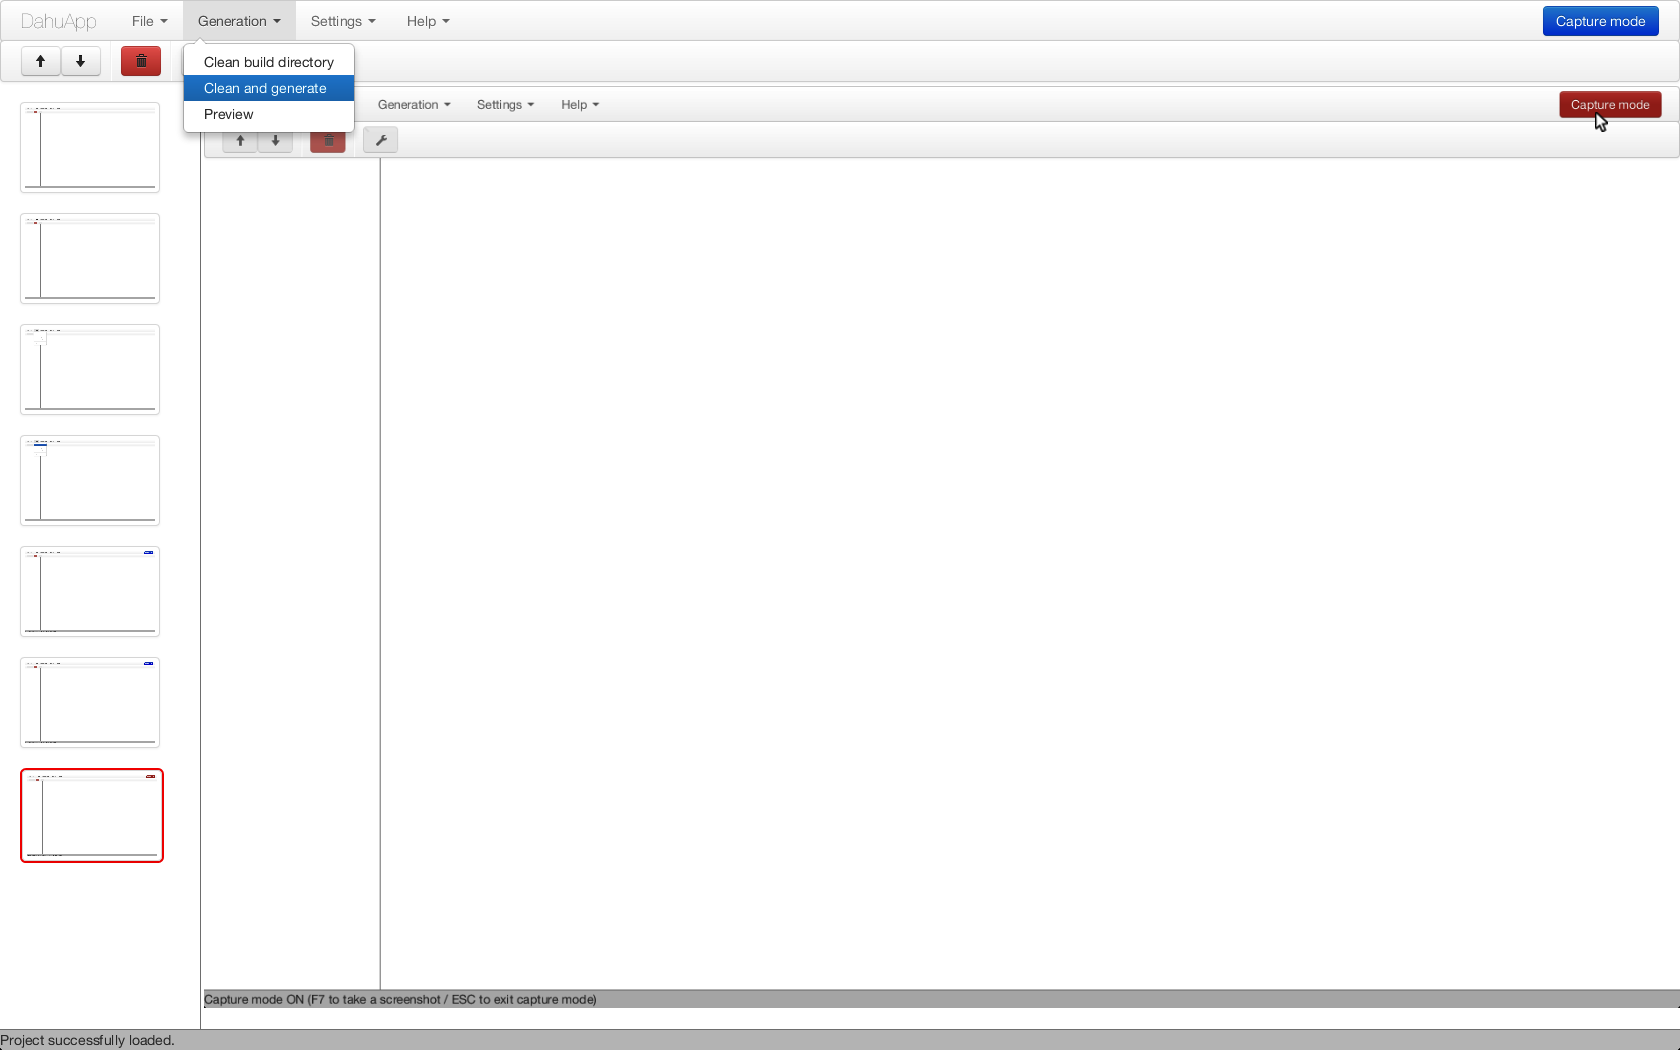 DahuApp File Generation Settings Help Capture mode
Clean build directory
Clean and generate
Preview
Generation Settings Help Capture mode
Capture mode ON (F7 to take a screenshot / ESC to exit capture mode)
Project successfully loaded.